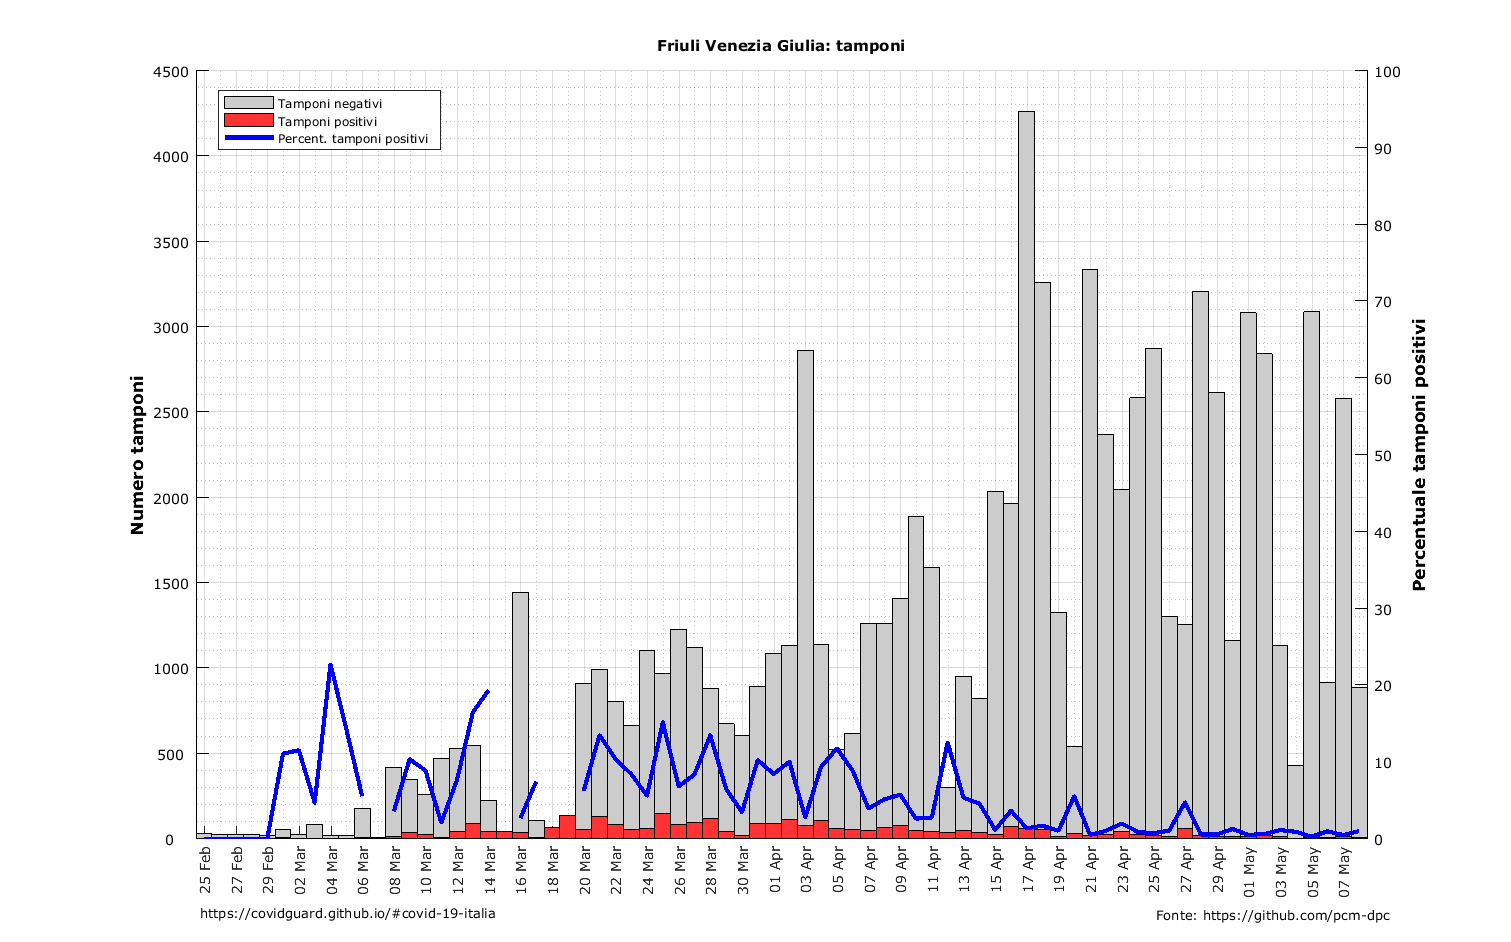 Friuli Venezia Giulia: tamponi
Tamponi negativi
Tamponi positivi
Percent. tamponi positivi
Numero tamponi
4500
4000
3500
3000
2500
2000
1500
1000
500
0
Percentuale tamponi positivi
100
90
80
70
60
50
40
30
20
10
0
25 Feb
27 Feb
29 Feb
02 Mar
04 Mar
06 Mar
08 Mar
10 Mar
12 Mar
14 Mar
16 Mar
18 Mar
20 Mar
22 Mar
24 Mar
26 Mar
28 Mar
30 Mar
01 Apr
03 Apr
05 Apr
07 Apr
09 Apr
11 Apr
13 Apr
15 Apr
17 Apr
19 Apr
21 Apr
23 Apr
25 Apr
27 Apr
29 Apr
01 May
03 May
05 May
07 May
https://covidguard.github.io/#covid-19-italia
Fonte: https://github.com/pcm-dpc